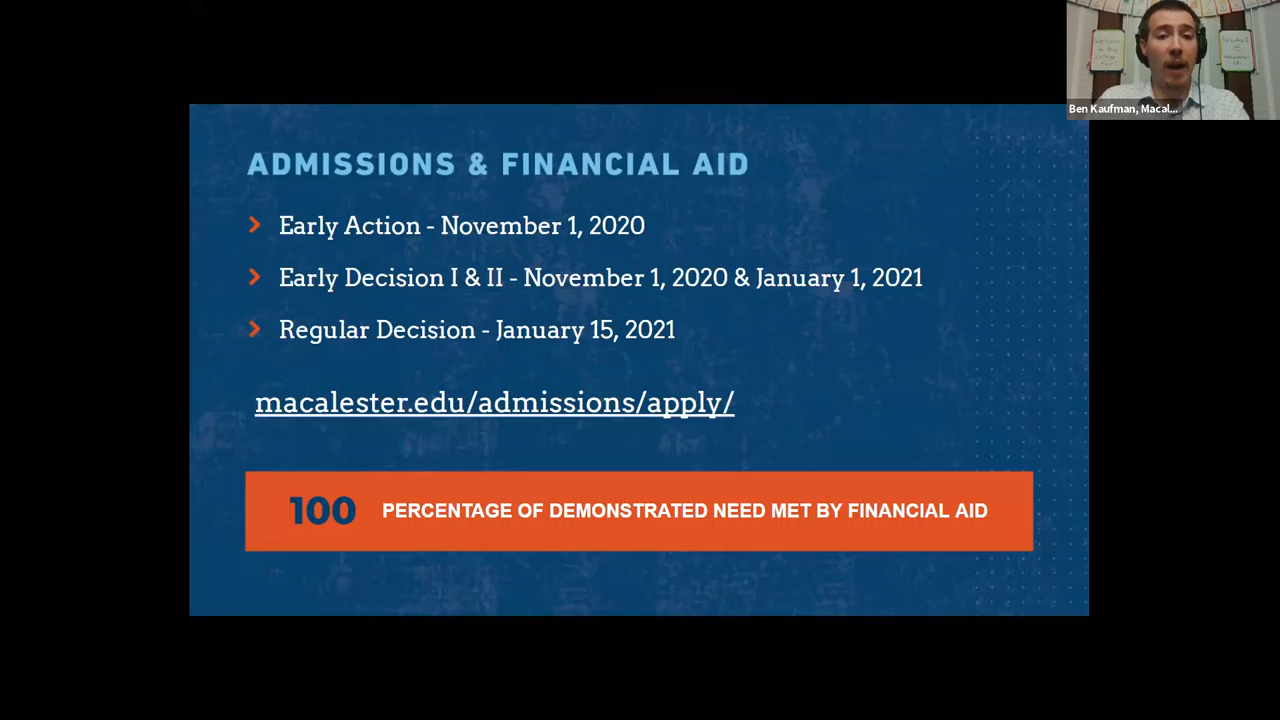 ADMISSIONS & FINANCIAL AID
Early Action - November 1, 2020
Early Decision I & II - November 1, 2020 & January 1, 2021
Regular Decision - January 15, 2021
macalester.edu/admissions/apply/
100 PERCENTAGE OF DEMONSTRATED NEED MET BY FINANCIAL AID
Ben Kaufman, Macal...